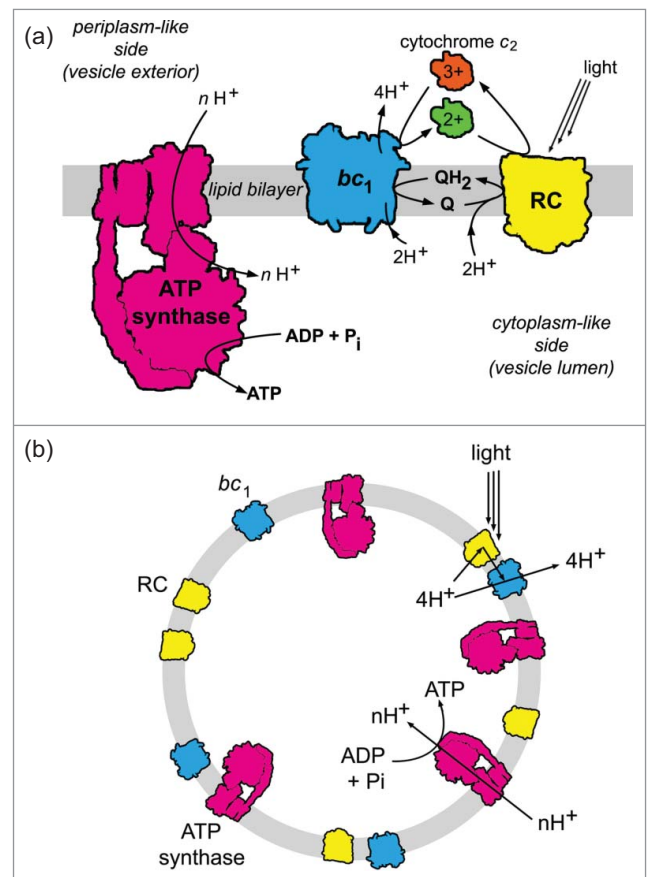 (a)
periplasm-like
side
(vesicle exterior)
n H⁺
lipid bilayer
n H⁺
ATP
synthase
ADP + Pᵢ
ATP
cytochrome c₂
4H⁺
3+
2+
light
bc₁
QH₂
Q
RC
2H⁺
2H⁺
cytoplasm-like
side
(vesicle lumen)
(b)
bc₁
light
RC
4H⁺
4H⁺
ATP
nH⁺
ADP
+ Pi
nH⁺
ATP
synthase